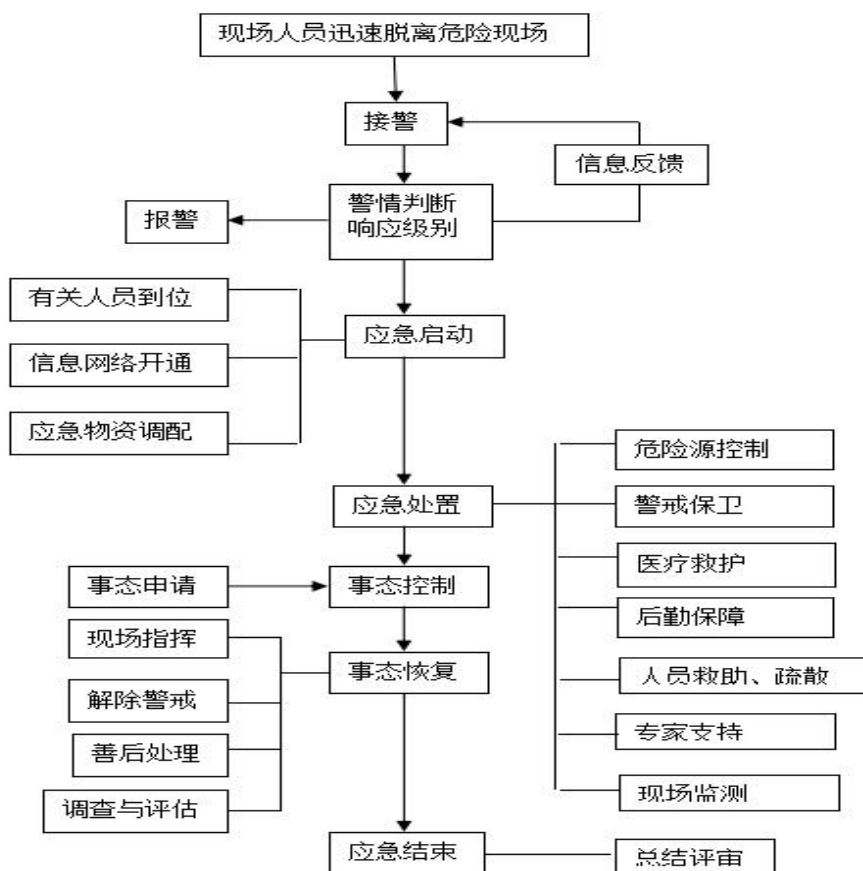 现场人员迅速脱离危险现场
接警
信息反馈
警情判断
响应级别
报警
有关人员到位
应急启动
信息网络开通
应急物资调配
危险源控制
应急处置
警戒保卫
医疗救护
事态申请
事态控制
后勤保障
现场指挥
事态恢复
人员救助、疏散
解除警戒
专家支持
善后处理
现场监测
调查与评估
应急结束
总结评审